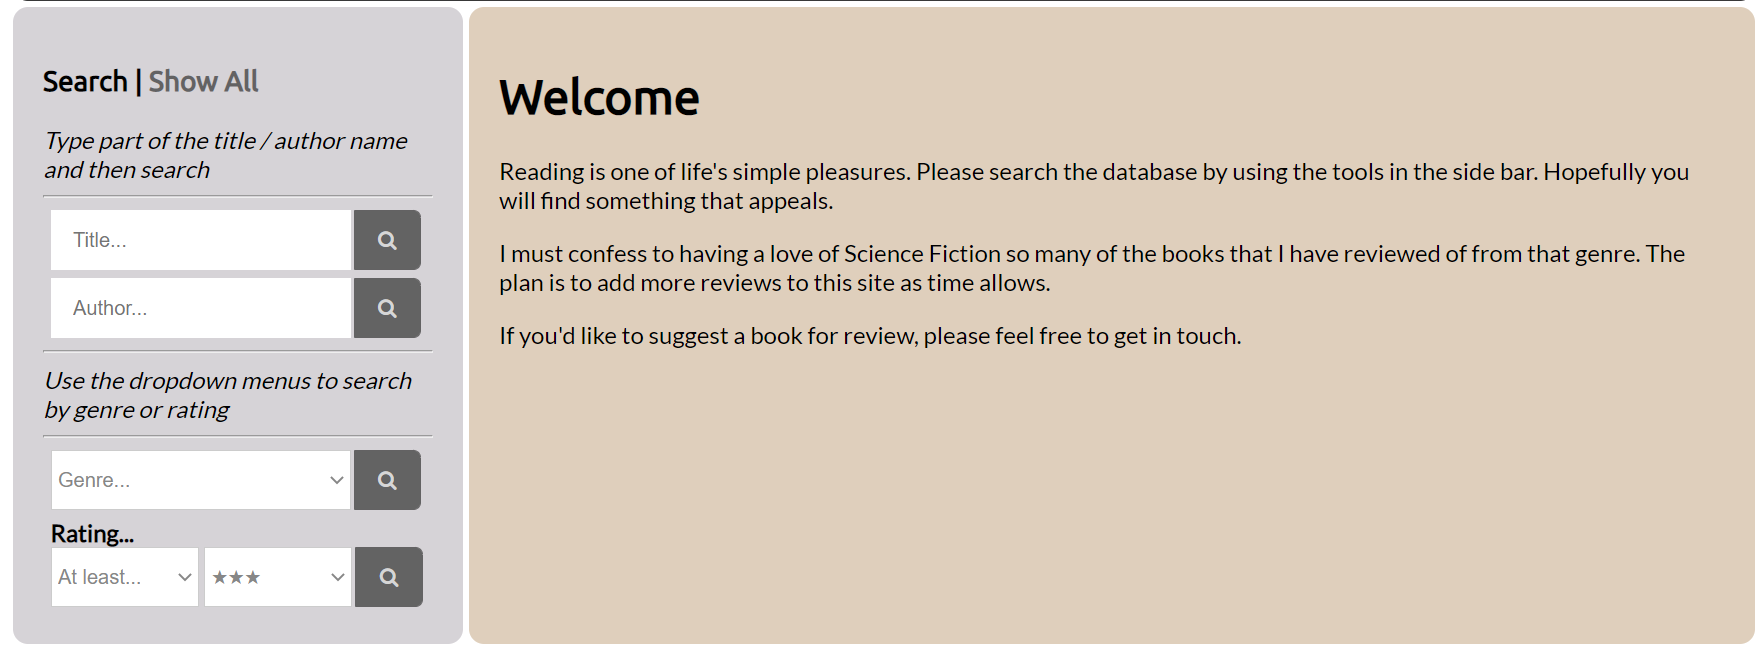 Search | Show All
Type part of the title / author name
and then search
Title...
Author...
Use the dropdown menus to search
by genre or rating
Genre...
Rating...
At least... ★★★
Welcome
Reading is one of life's simple pleasures. Please search the database by using the tools in the side bar. Hopefully you
will find something that appeals.
I must confess to having a love of Science Fiction so many of the books that I have reviewed of from that genre. The
plan is to add more reviews to this site as time allows.
If you'd like to suggest a book for review, please feel free to get in touch.